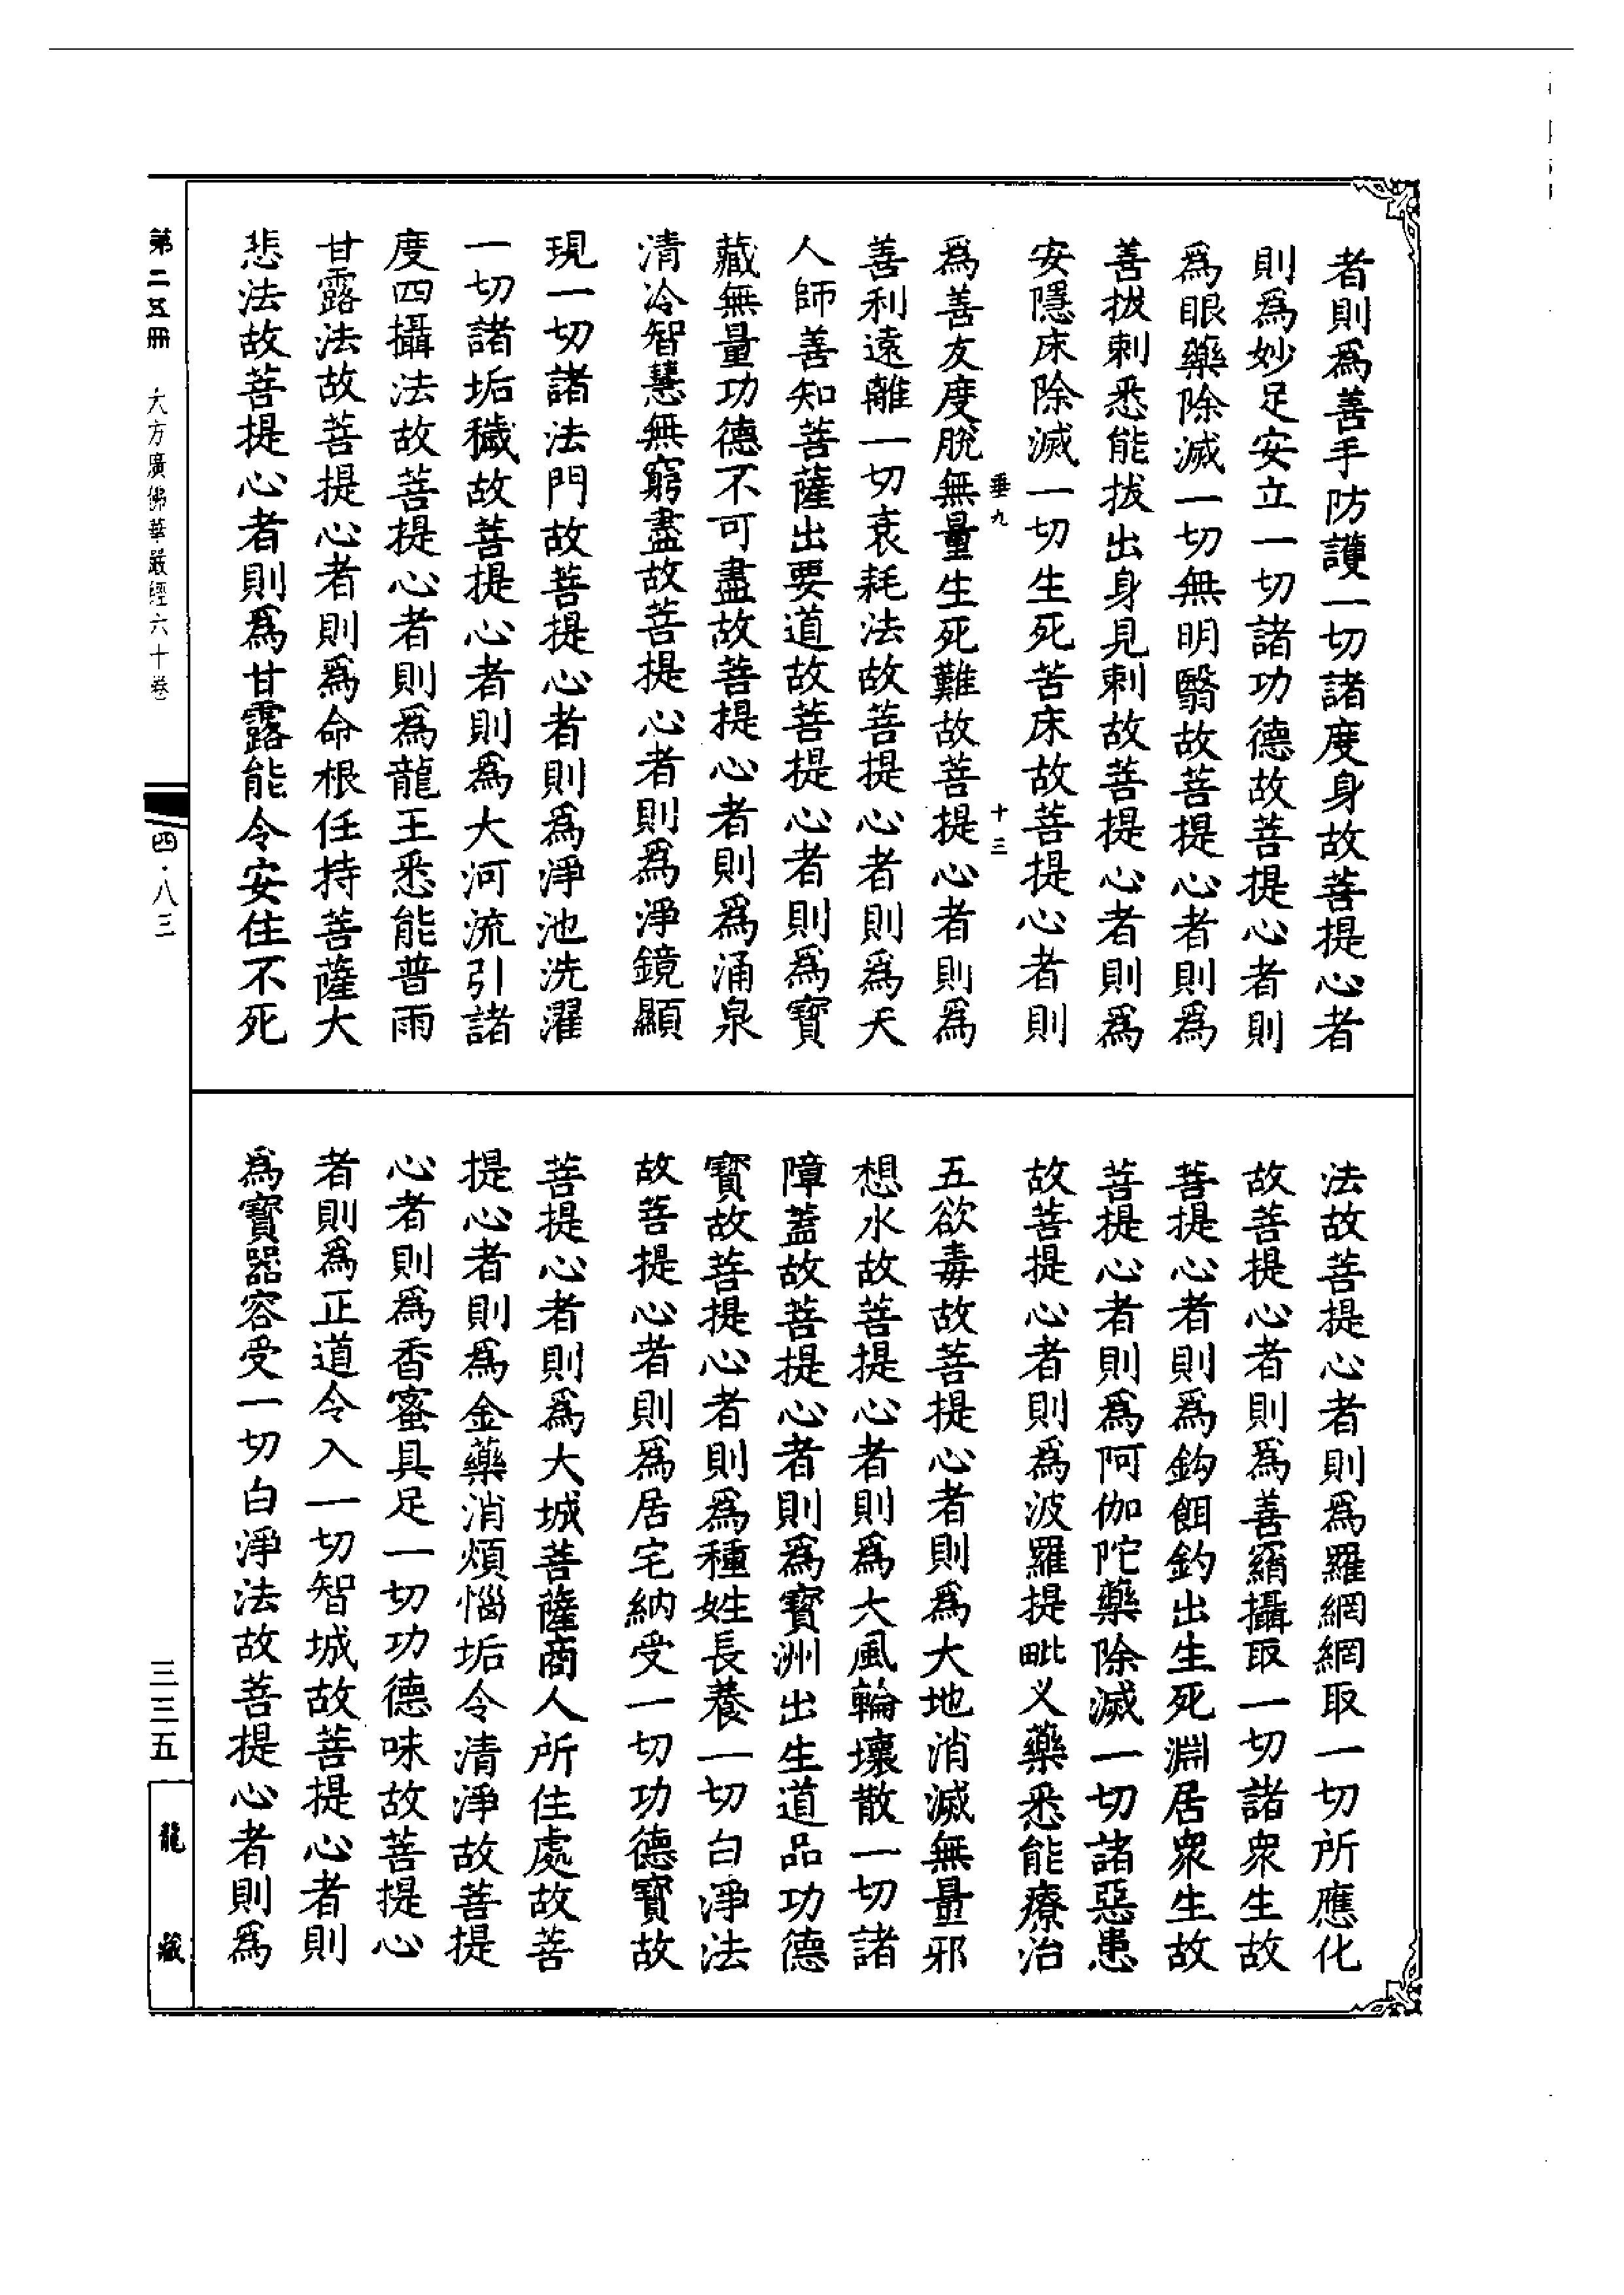 者則爲善手防護一切諸度身故菩提心者
則爲妙足安立一切諸功德故菩提心者則
爲眼藥除滅一切無明翳故菩提心者則爲
善拔刺悉能拔出身見刺故菩提心者則爲
安隱床除滅一切生死苦床故菩提心者則
垂九 十三
爲善友度脫無量生死難故菩提心者則爲
善利遠離一切衰耗法故菩提心者則爲天
人師善知菩薩出要道故菩提心者則爲寶
藏無量功德不可盡故菩提心者則爲涌泉
清冷智慧無窮盡故菩提心者則爲淨鏡顯
現一切諸法門故菩提心者則爲淨池洗濯
一切諸垢穢故菩提心者則爲大河流引諸
度四攝法故菩提心者則爲龍王悉能普雨
甘露法故菩提心者則爲命根任持菩薩大
悲法故菩提心者則爲甘露能令安住不死
法故菩提心者則爲羅網網取一切所應化
故菩提心者則爲善罥攝取一切諸衆生故
菩提心者則爲鈎餌釣出生死淵居衆生故
菩提心者則爲阿伽陀藥除滅一切諸惡患
故菩提心者則爲波羅提毗叉藥悉能療治
五欲毒故菩提心者則爲大地消滅無量邪
想水故菩提心者則爲大風輪壞散一切諸
障蓋故菩提心者則爲寶洲出生道品功德
寶故菩提心者則爲種姓長養一切白淨法
故菩提心者則爲居宅納受一切功德寶故
菩提心者則爲大城菩薩商人所住處故菩
提心者則爲金藥消煩惱垢令清淨故菩提
心者則爲香蜜具足一切功德味故菩提心
者則爲正道令入一切智城故菩提心者則
爲寶器容受一切白淨法故菩提心者則爲
第二五冊 大方廣佛華嚴經六十卷 四·八三 三三五 龍藏